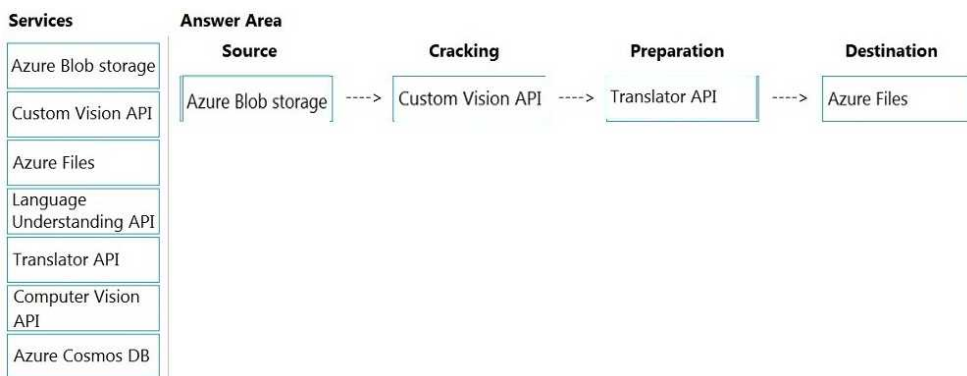 Services
Azure Blob storage
Custom Vision API
Azure Files
Language
Understanding API
Translator API
Computer Vision
API
Azure Cosmos DB
Answer Area
Source
Cracking
Preparation
Destination
Azure Blob storage
----> Custom Vision API
----> Translator API
----> Azure Files